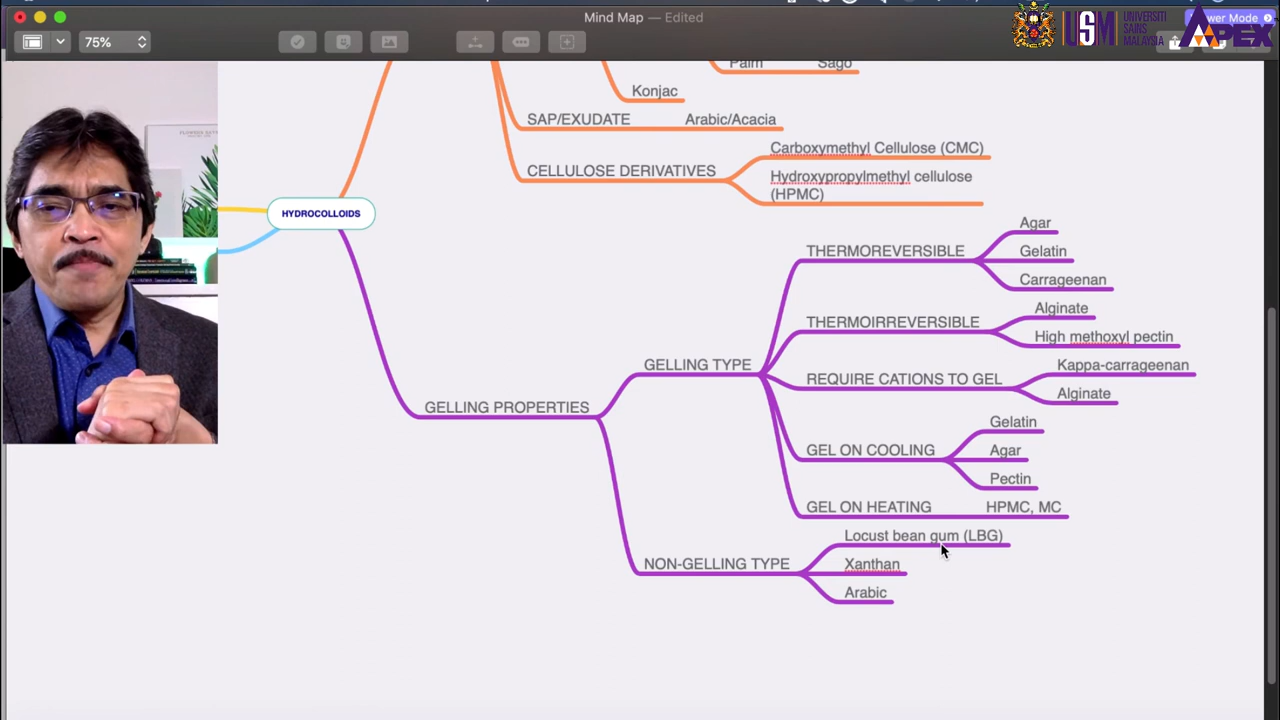 Mind Map — Edited
75%
wer Mode
USM
UNIVERSITI
SAINS
MALAYSIA
APEX
Palm Sago
Konjac
SAP/EXUDATE Arabic/Acacia
CELLULOSE DERIVATIVES
Carboxymethyl Cellulose (CMC)
Hydroxypropylmethyl cellulose
(HPMC)
HYDROCOLLOIDS
GELLING PROPERTIES
GELLING TYPE
THERMOREVERSIBLE
Agar
Gelatin
Carrageenan
THERMOIRREVERSIBLE
Alginate
High methoxyl pectin
REQUIRE CATIONS TO GEL
Kappa-carrageenan
Alginate
GEL ON COOLING
Gelatin
Agar
Pectin
GEL ON HEATING HPMC, MC
NON-GELLING TYPE
Locust bean gum (LBG)
Xanthan
Arabic